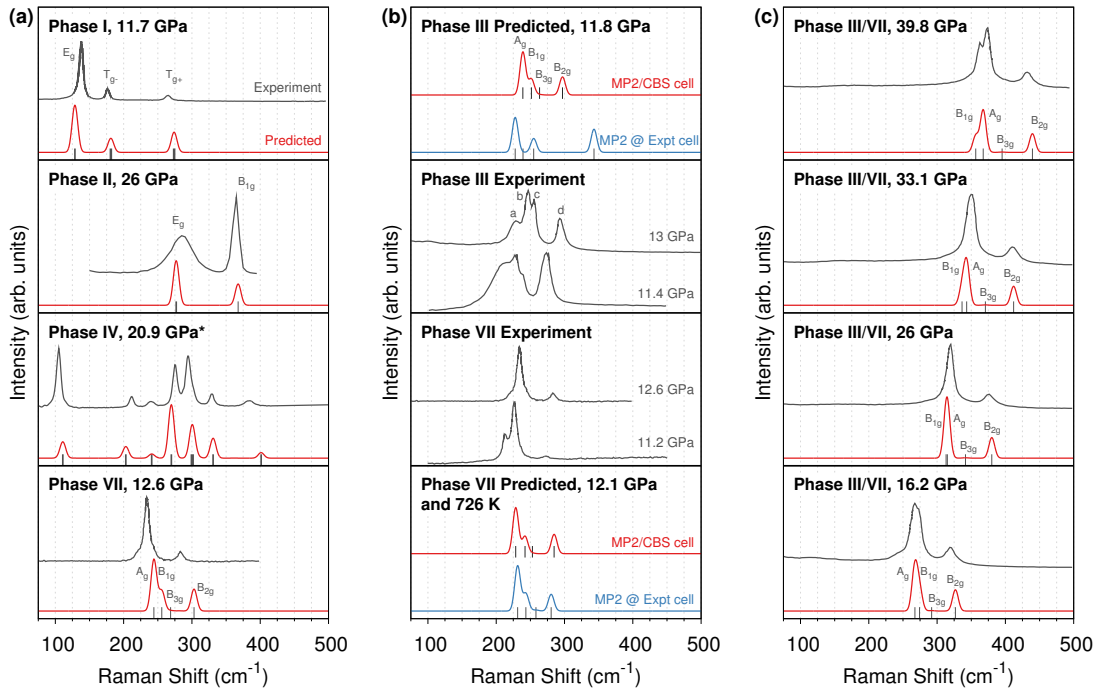 (a)
Intensity (arb. units)
Phase I, 11.7 GPa
Eg
Tg-
Tg+
Experiment
Predicted
Phase II, 26 GPa
Eg
B1g
Phase IV, 20.9 GPa*
Phase VII, 12.6 GPa
Ag
B1g
B3g
B2g
100 200 300 400 500
Raman Shift (cm⁻¹)
(b)
Intensity (arb. units)
Phase III Predicted, 11.8 GPa
Ag
B1g
B3g
B2g
MP2/CBS cell
MP2 @ Expt cell
Phase III Experiment
a
b
c
d
13 GPa
11.4GPa
Phase VII Experiment
12.6 GPa
11.2 GPa
Phase VII Predicted, 12.1 GPa
and 726 K
MP2/CBS cell
MP2 @ Expt cell
100 200 300 400 500
Raman Shift (cm⁻¹)
(c)
Intensity (arb. units)
Phase III/VII, 39.8 GPa
B1g
Ag
B3g
B2g
Phase III/VII, 33.1 GPa
B1g
Ag
B3g
B2g
Phase III/VII, 26 GPa
B1g
Ag
B3g
B2g
Phase III/VII, 16.2 GPa
Ag
B1g
B3g
B2g
100 200 300 400 500
Raman Shift (cm⁻¹)